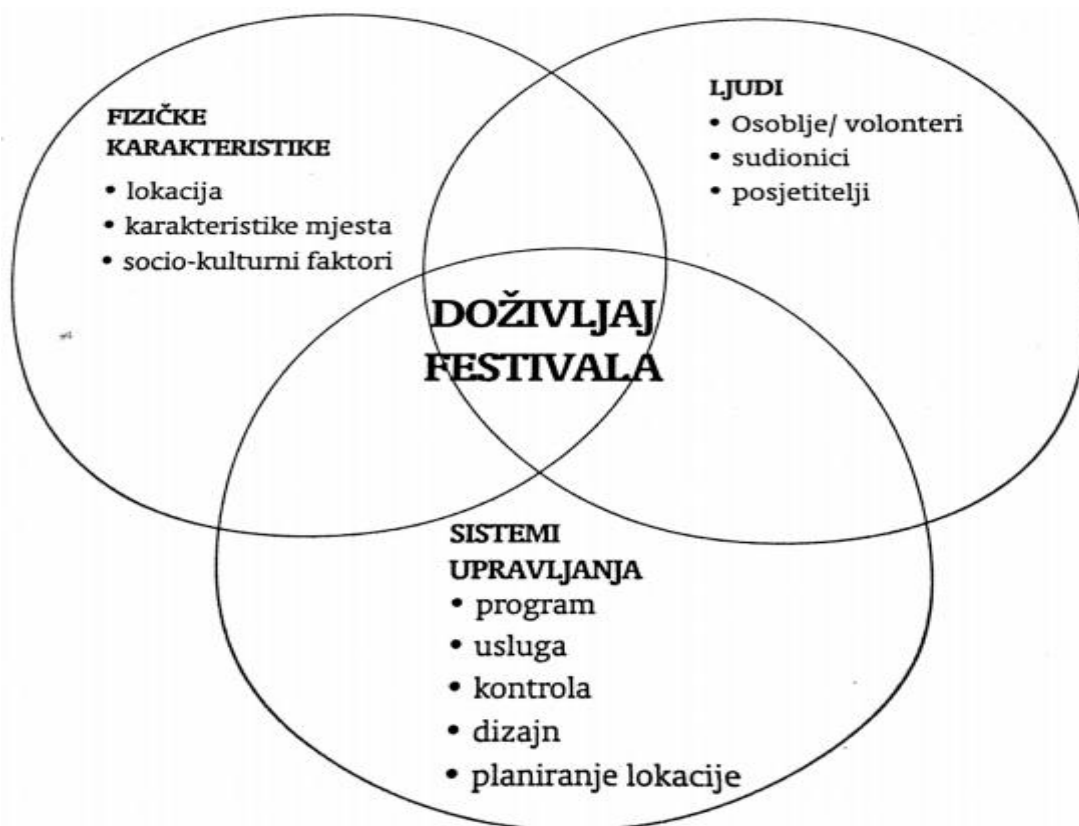 FIZIČKE
KARAKTERISTIKE
• lokacija
• karakteristike mjesta
• socio-kulturni faktori
LJUDI
• Osoblje/ volonteri
• sudionici
• posjetitelji
DOŽIVLJAJ
FESTIVALA
SISTEMI
UPRAVLJANJA
• program
• usluga
• kontrola
• dizajn
• planiranje lokacije